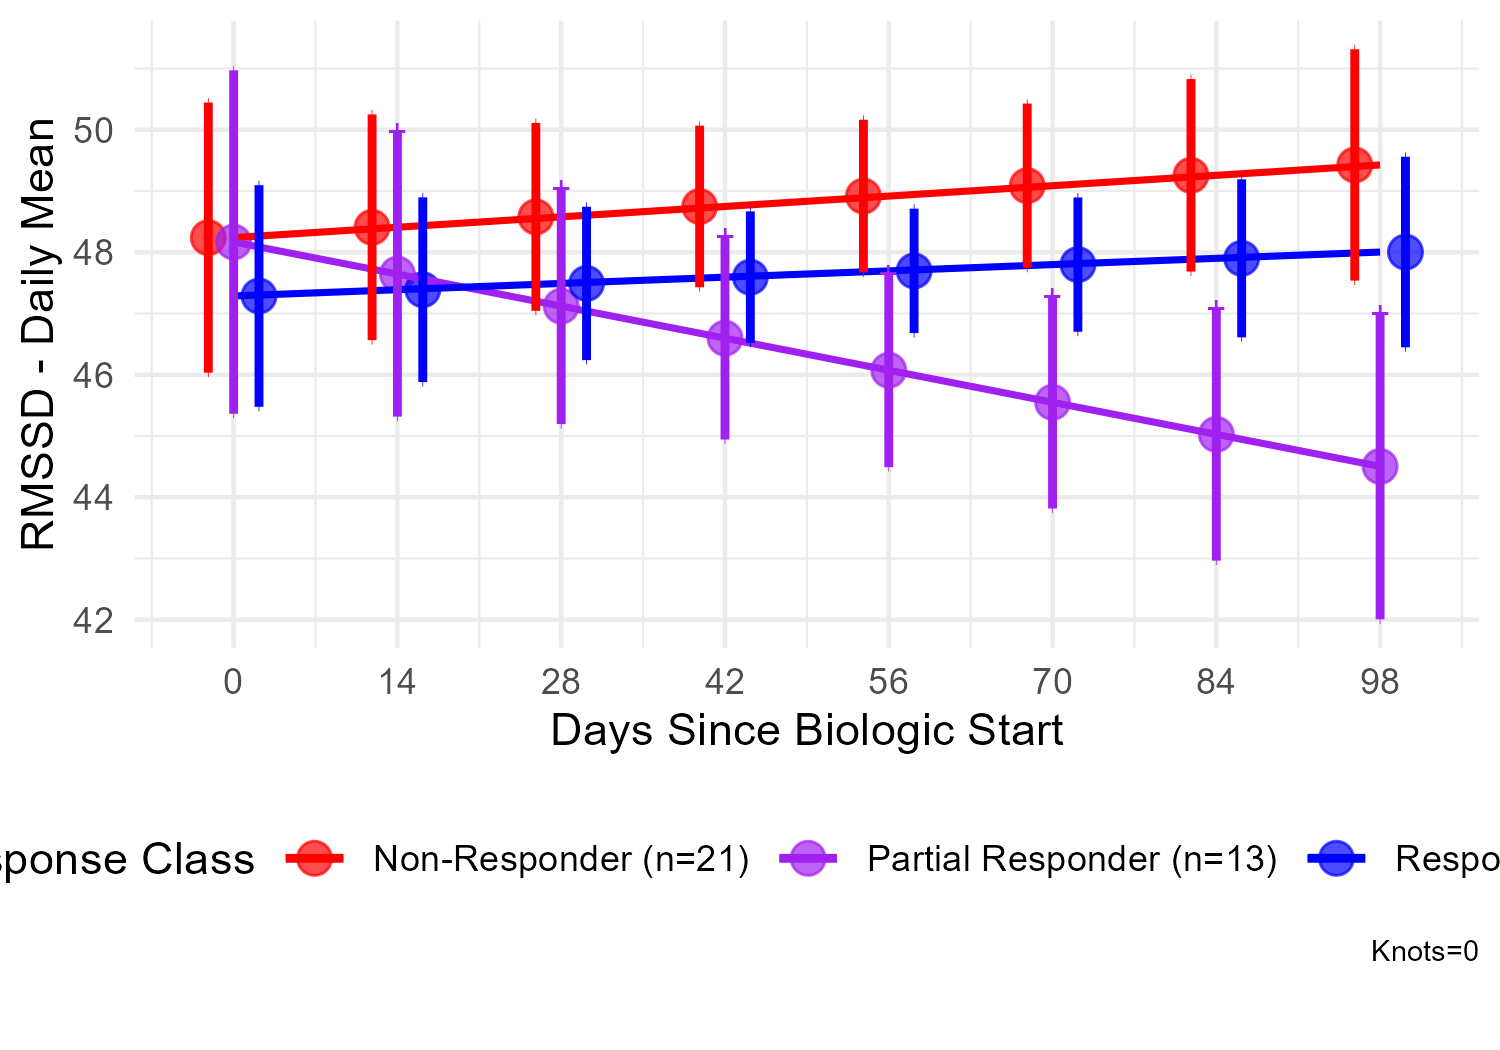 RMSSD - Daily Mean
50
48
46
44
42
0 14 28 42 56 70 84 98
Days Since Biologic Start
sponse Class Non-Responder (n=21) Partial Responder (n=13) Respo
Knots=0